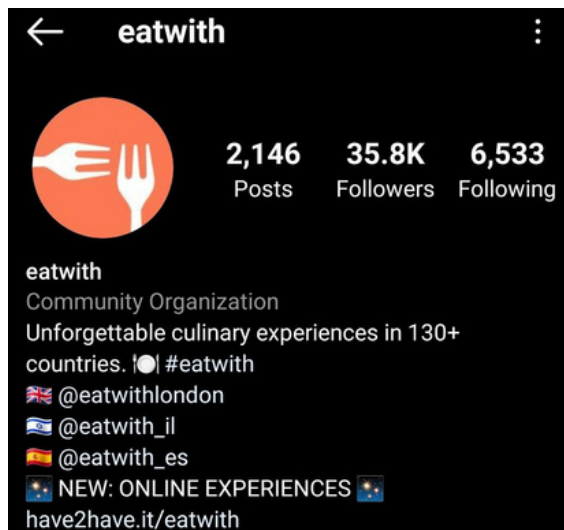 eatwith
2,146 35.8K 6,533
Posts Followers Following
eatwith
Community Organization
Unforgettable culinary experiences in 130+
countries. 🍽 #eatwith
🇬🇧 @eatwithlondon
🇮🇱 @eatwith_il
🇪🇸 @eatwith_es
🎇 NEW: ONLINE EXPERIENCES 🎇
have2have.it/eatwith